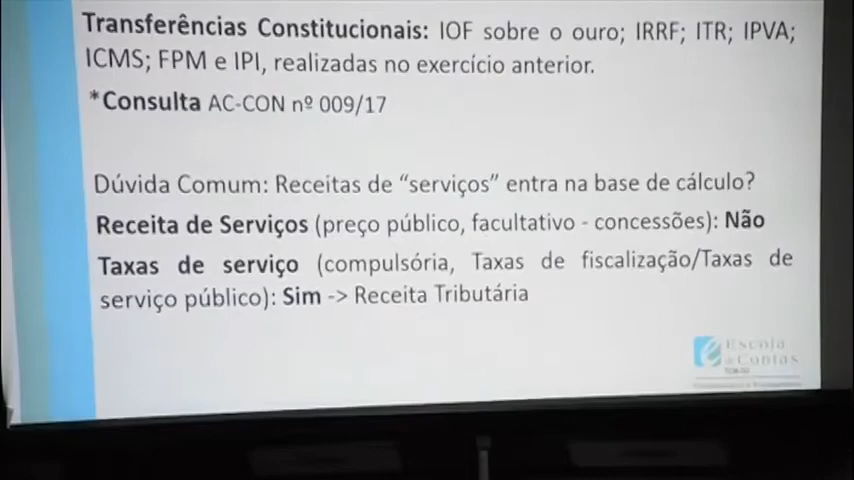 Transferências Constitucionais: IOF sobre o ouro; IRRF; ITR; IPVA;
ICMS; FPM e IPI, realizadas no exercício anterior.
*Consulta AC-CON nº 009/17
Dúvida Comum: Receitas de “serviços” entra na base de cálculo?
Receita de Serviços (preço público, facultativo - concessões): Não
Taxas de serviço (compulsória, Taxas de fiscalização/Taxas de
serviço público): Sim -> Receita Tributária
Escola
de Contas